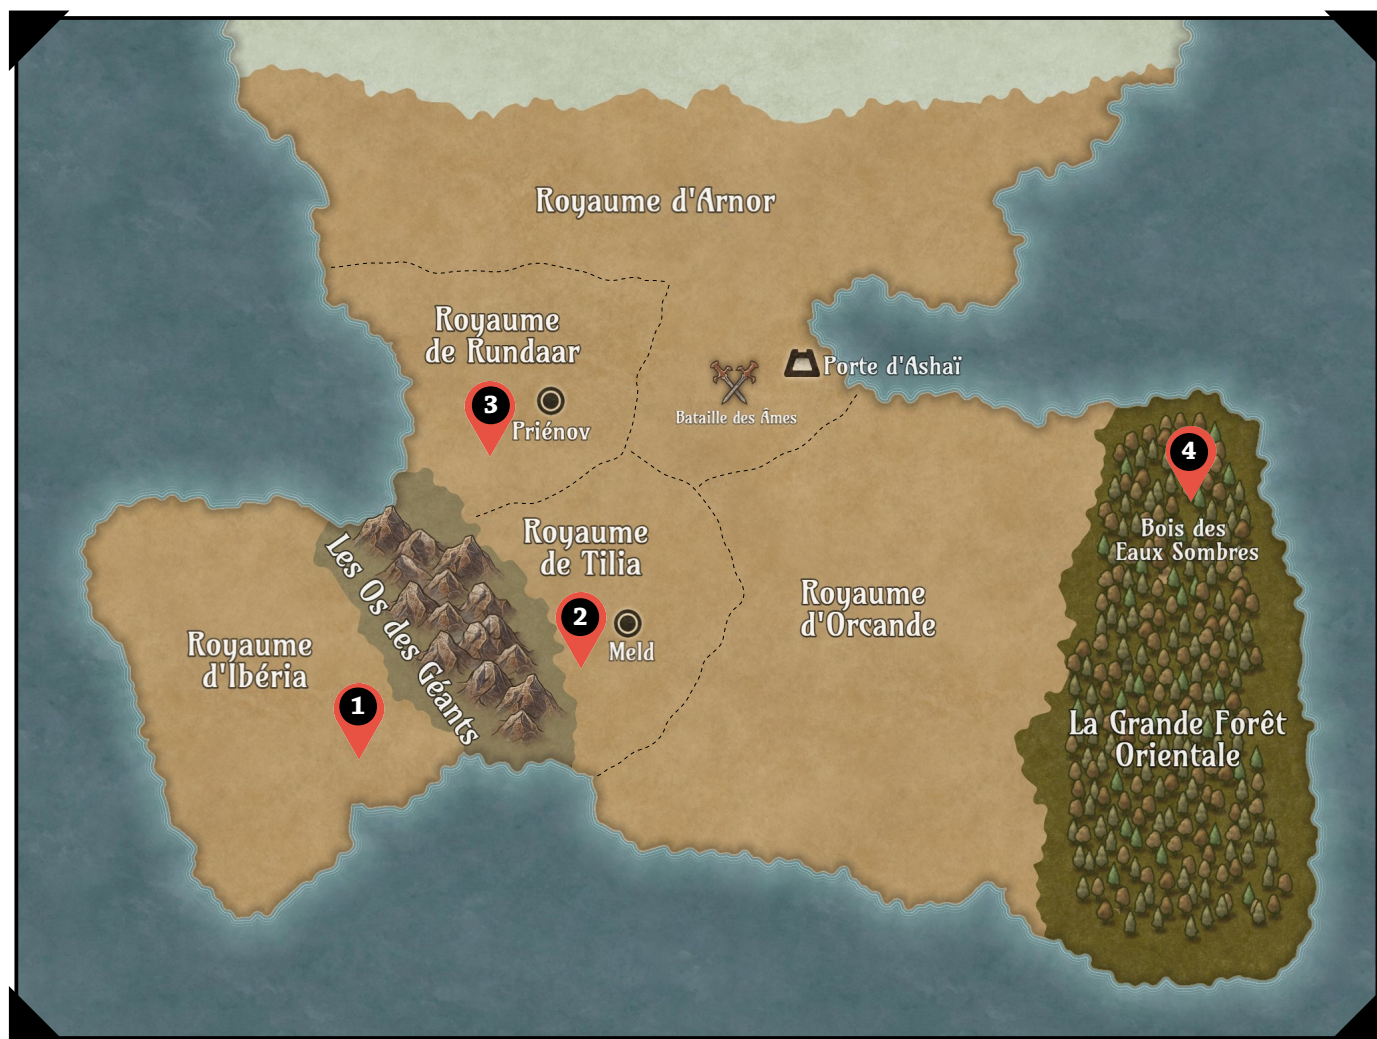 Royaume d'Arnor
Royaume
de Rundaar
3
Priénov
Porte d'Ashaï
Bataille des Âmes
4
Bois des
Eaux Sombres
Les Os des Géants
Royaume
de Tilia
2
Meld
Royaume
d'Orcande
Royaume
d'Ibéria
1
La Grande Forêt
Orientale